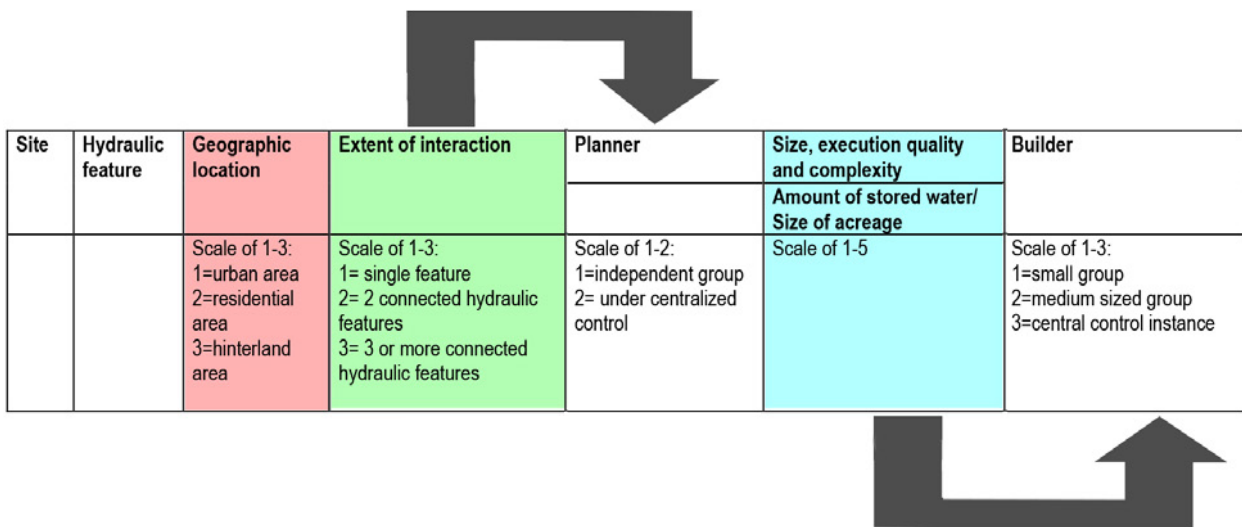 Site
Hydraulic
feature
Geographic
location
Extent of interaction
Planner
Size, execution quality
and complexity
Amount of stored water/
Size of acreage
Builder
Scale of 1-3:
1=urban area
2=residential
area
3=hinterland
area
Scale of 1-3:
1= single feature
2= 2 connected hydraulic
features
3= 3 or more connected
hydraulic features
Scale of 1-2:
1=independent group
2= under centralized
control
Scale of 1-5
Scale of 1-3:
1=small group
2=medium sized group
3=central control instance